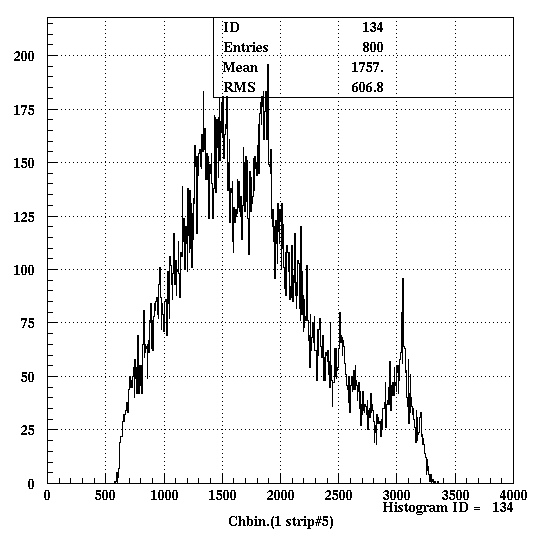 ID 134
Entries 800
Mean 1757.
RMS 606.8
200
175
150
125
100
75
50
25
0
0 500 1000 1500 2000 2500 3000 3500 4000
Histogram ID = 134
Chbin.(1 strip#5)